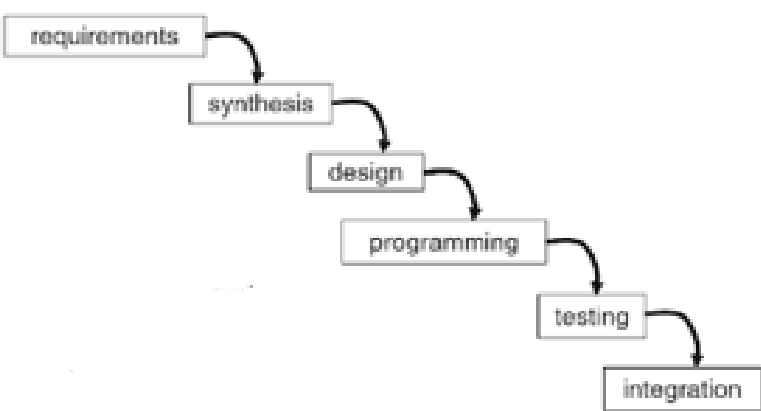 requirements
synthesis
design
programming
testing
integration